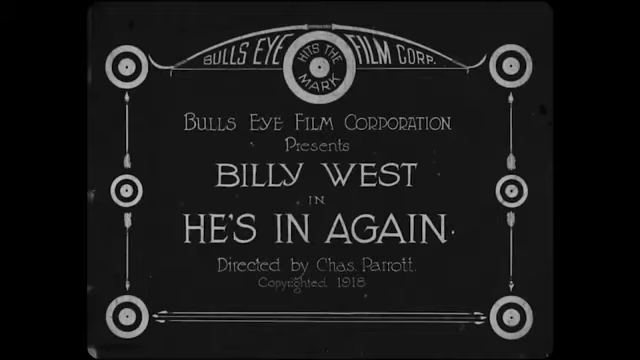 BULLS EYE FILM CORP.
HITS THE
MARK
BULLS EYE FILM CORPORATION
Presents
BILLY WEST
IN
HE'S IN AGAIN.
Directed by Chas. Parrott.
Copyrighted. 1918